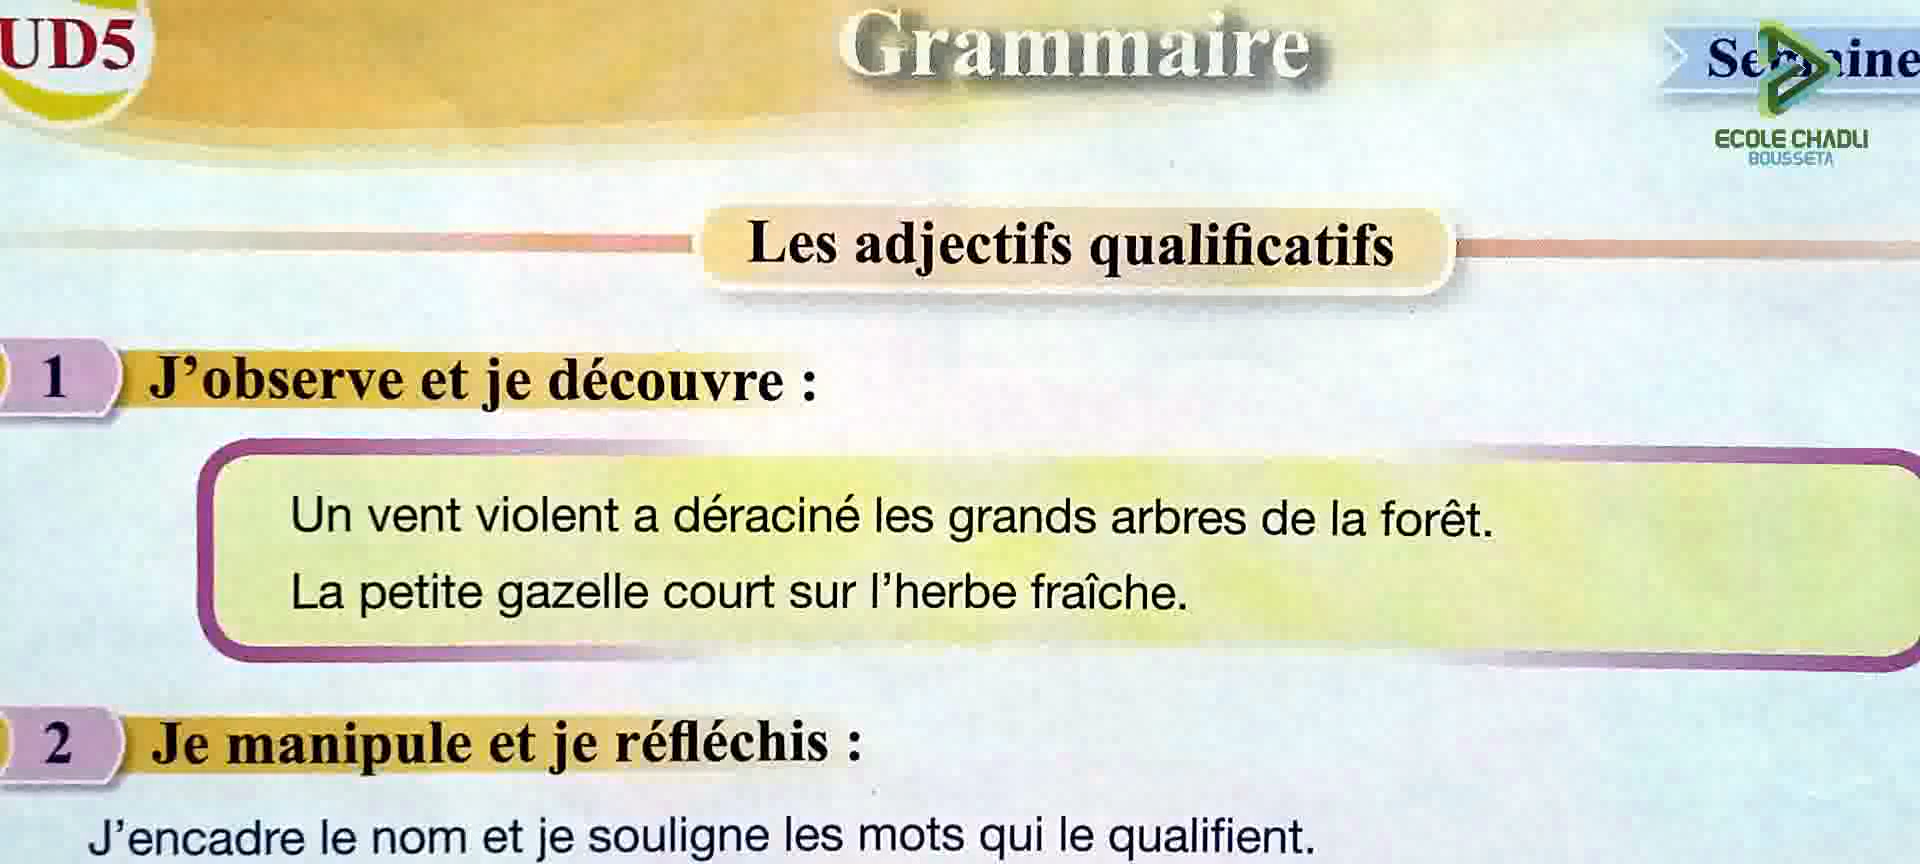 UD5
Grammaire
ECOLE CHADLI
BOUSSETA
Les adjectifs qualificatifs
1 J'observe et je découvre :
Un vent violent a déraciné les grands arbres de la forêt.
La petite gazelle court sur l'herbe fraîche.
2 Je manipule et je réfléchis :
J'encadre le nom et je souligne les mots qui le qualifient.